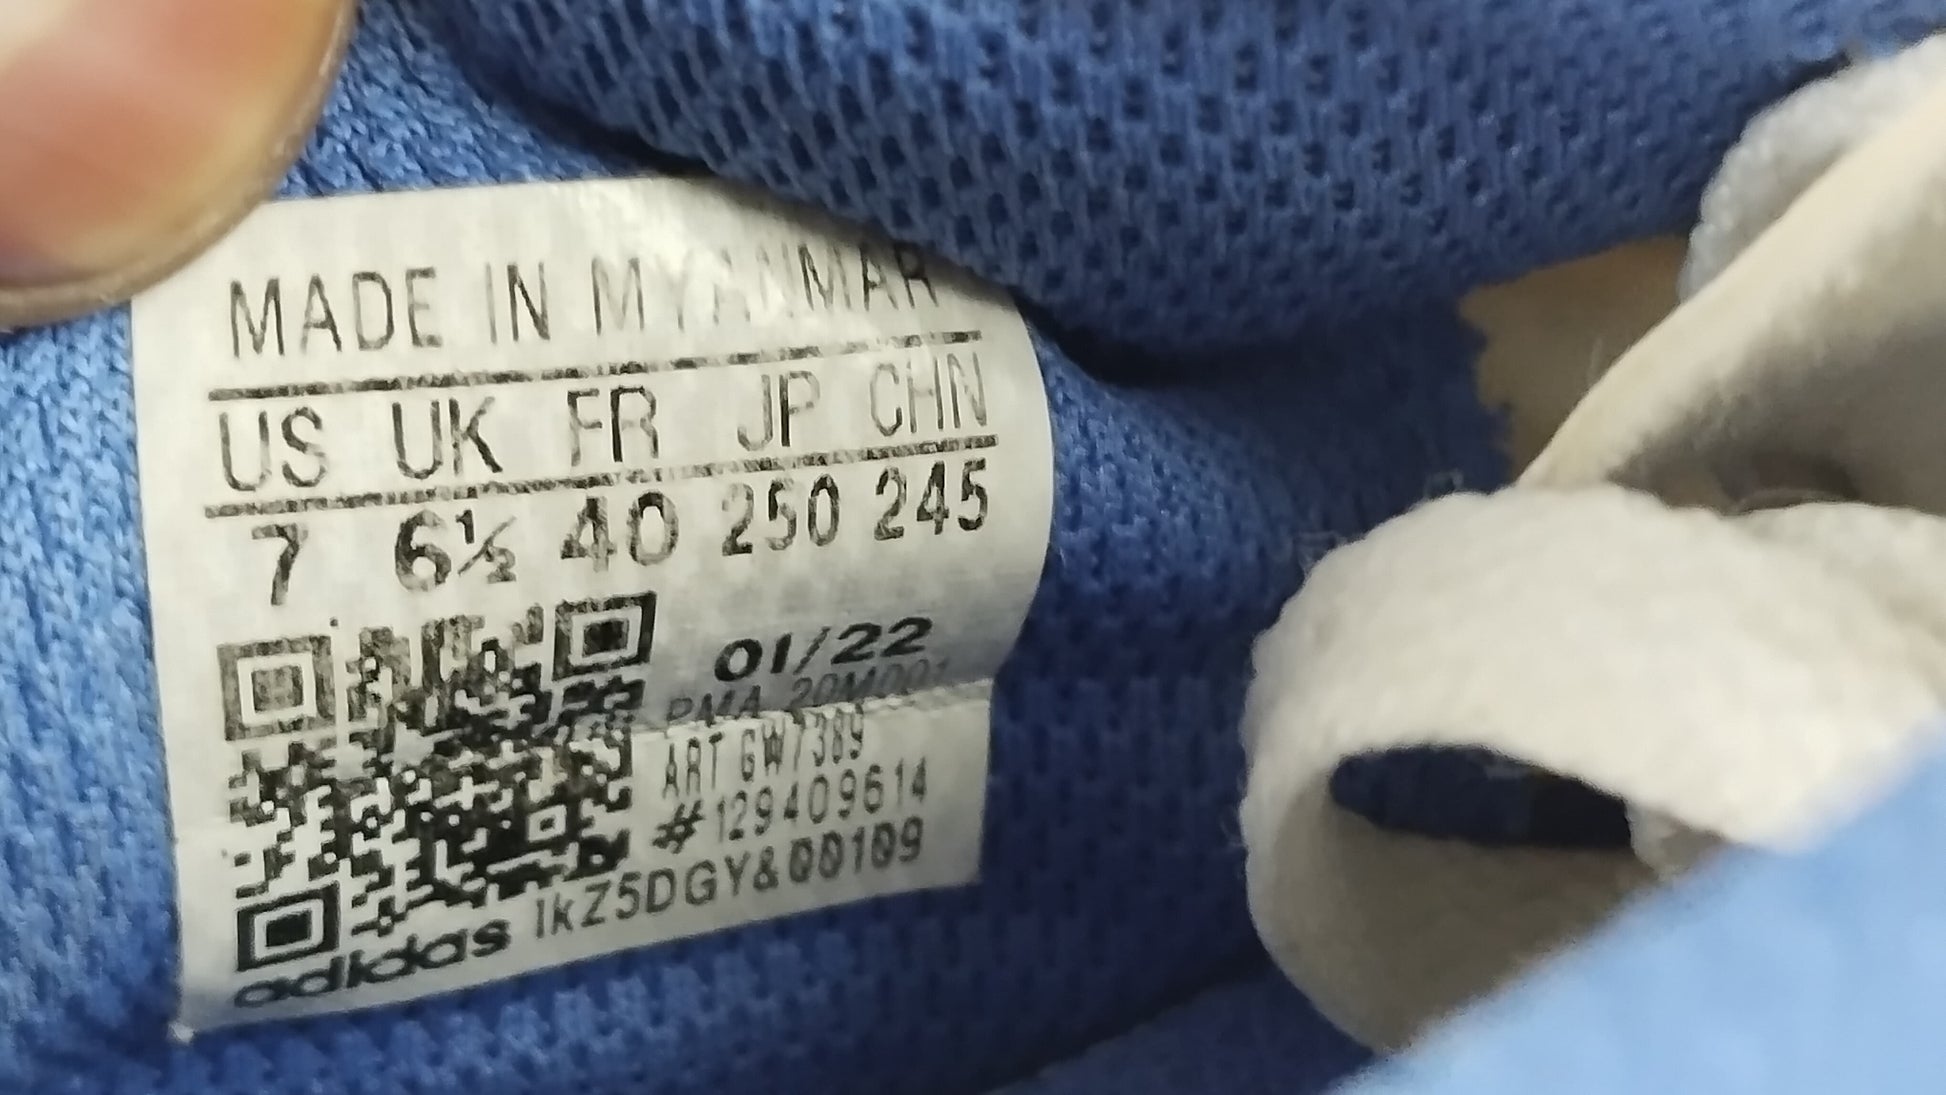 MADE IN MYANMAR
US UK FR JP CHN
7 6½ 40 250 245
01/22
PMA 20M001
ART GW7389
#129409614
adidas 1kZ5DGY&00109